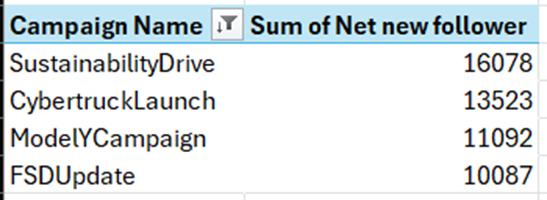 Campaign Name Sum of Net new follower
SustainabilityDrive 16078
CybertruckLaunch 13523
ModelYCampaign 11092
FSDUpdate 10087